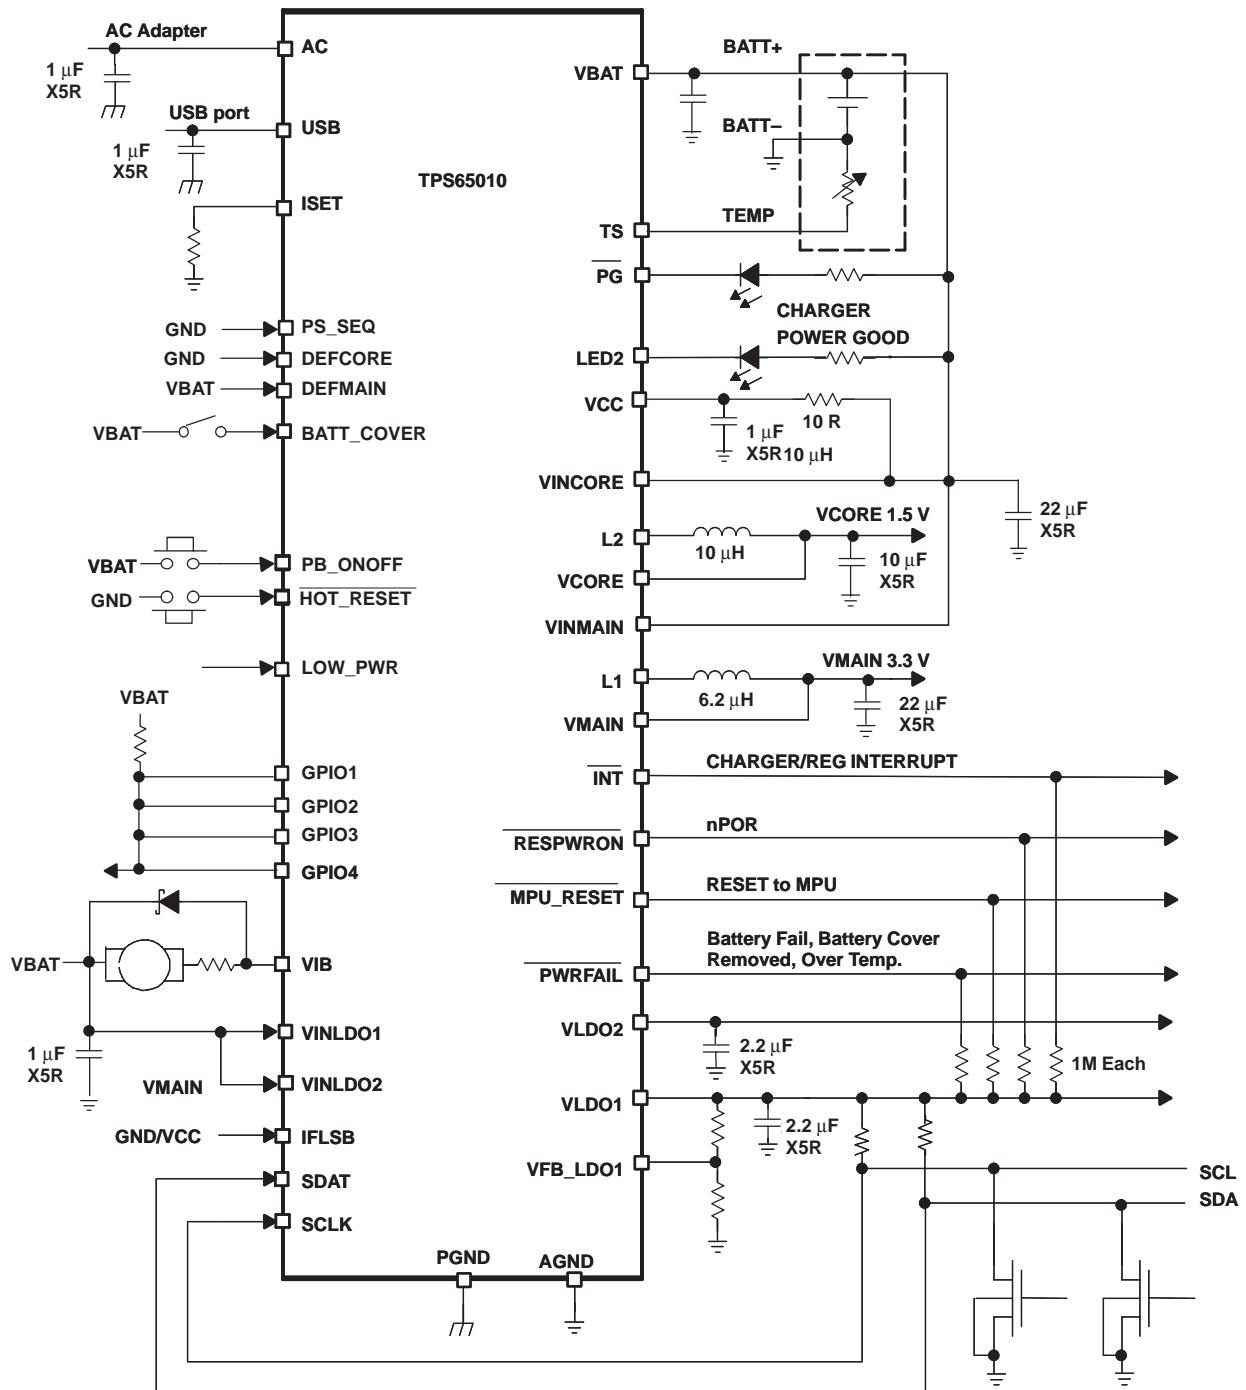 AC Adapter
AC
1 μF
X5R
USB port
USB
1 μF
X5R
TPS65010
ISET
GND
PS_SEQ
GND
DEFCORE
VBAT
DEFMAIN
VBAT
BATT_COVER
VBAT
PB_ONOFF
GND
HOT_RESET
LOW_PWR
VBAT
GPIO1
GPIO2
GPIO3
GPIO4
VBAT
VIB
VINLDO1
1 μF
X5R
VMAIN
VINLDO2
GND/VCC
IFLSB
SDAT
SCLK
PGND
AGND
BATT+
VBAT
BATT–
TEMP
TS
PG
CHARGER
POWER GOOD
LED2
VCC
10 R
1 μF
X5R
10 μH
VINCORE
22 μF
X5R
VCORE 1.5 V
L2
10 μH
10 μF
X5R
VCORE
VINMAIN
VMAIN 3.3 V
L1
6.2 μH
22 μF
X5R
VMAIN
CHARGER/REG INTERRUPT
INT
nPOR
RESPWRON
RESET to MPU
MPU_RESET
Battery Fail, Battery Cover
Removed, Over Temp.
PWRFAIL
VLDO2
2.2 μF
X5R
1M Each
VLDO1
2.2 μF
X5R
VFB_LDO1
SCL
SDA